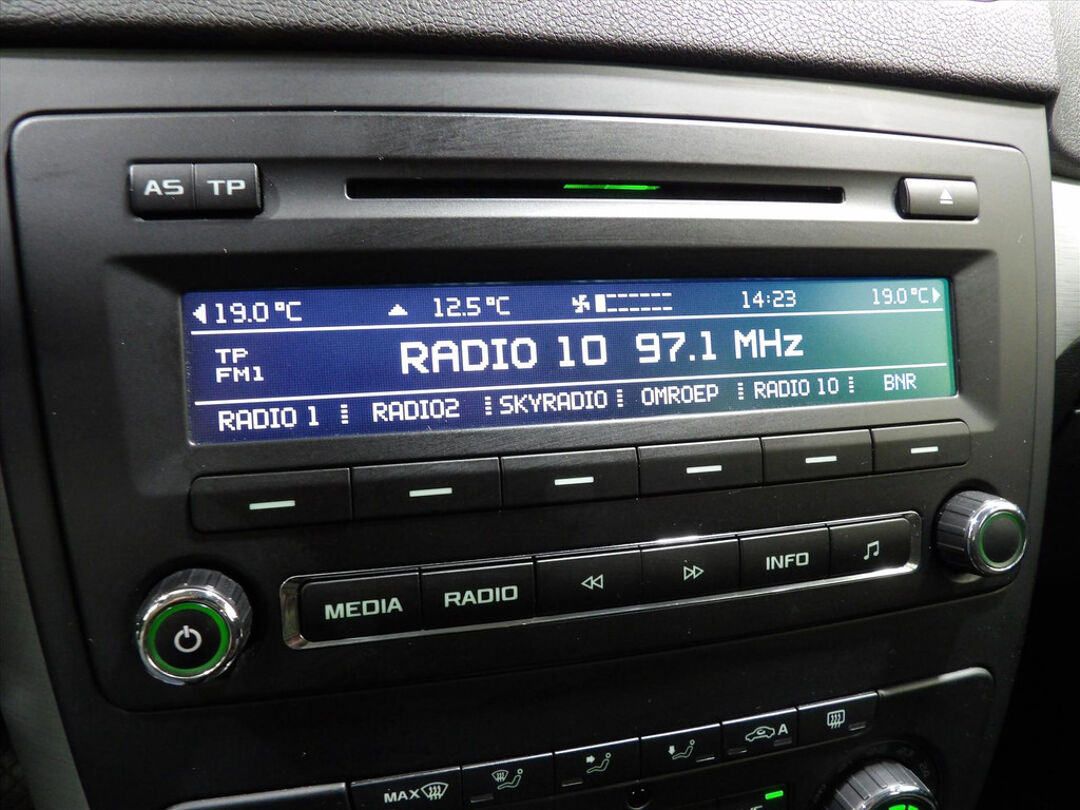 AS TP
19.0 °C 12.5 °C 14:23 19.0 °C
TP
FM1
RADIO 10 97.1 MHz
RADIO 1 RADIO2 SKYRADIO OMROEP RADIO 10 BNR
MEDIA RADIO INFO
MAX A